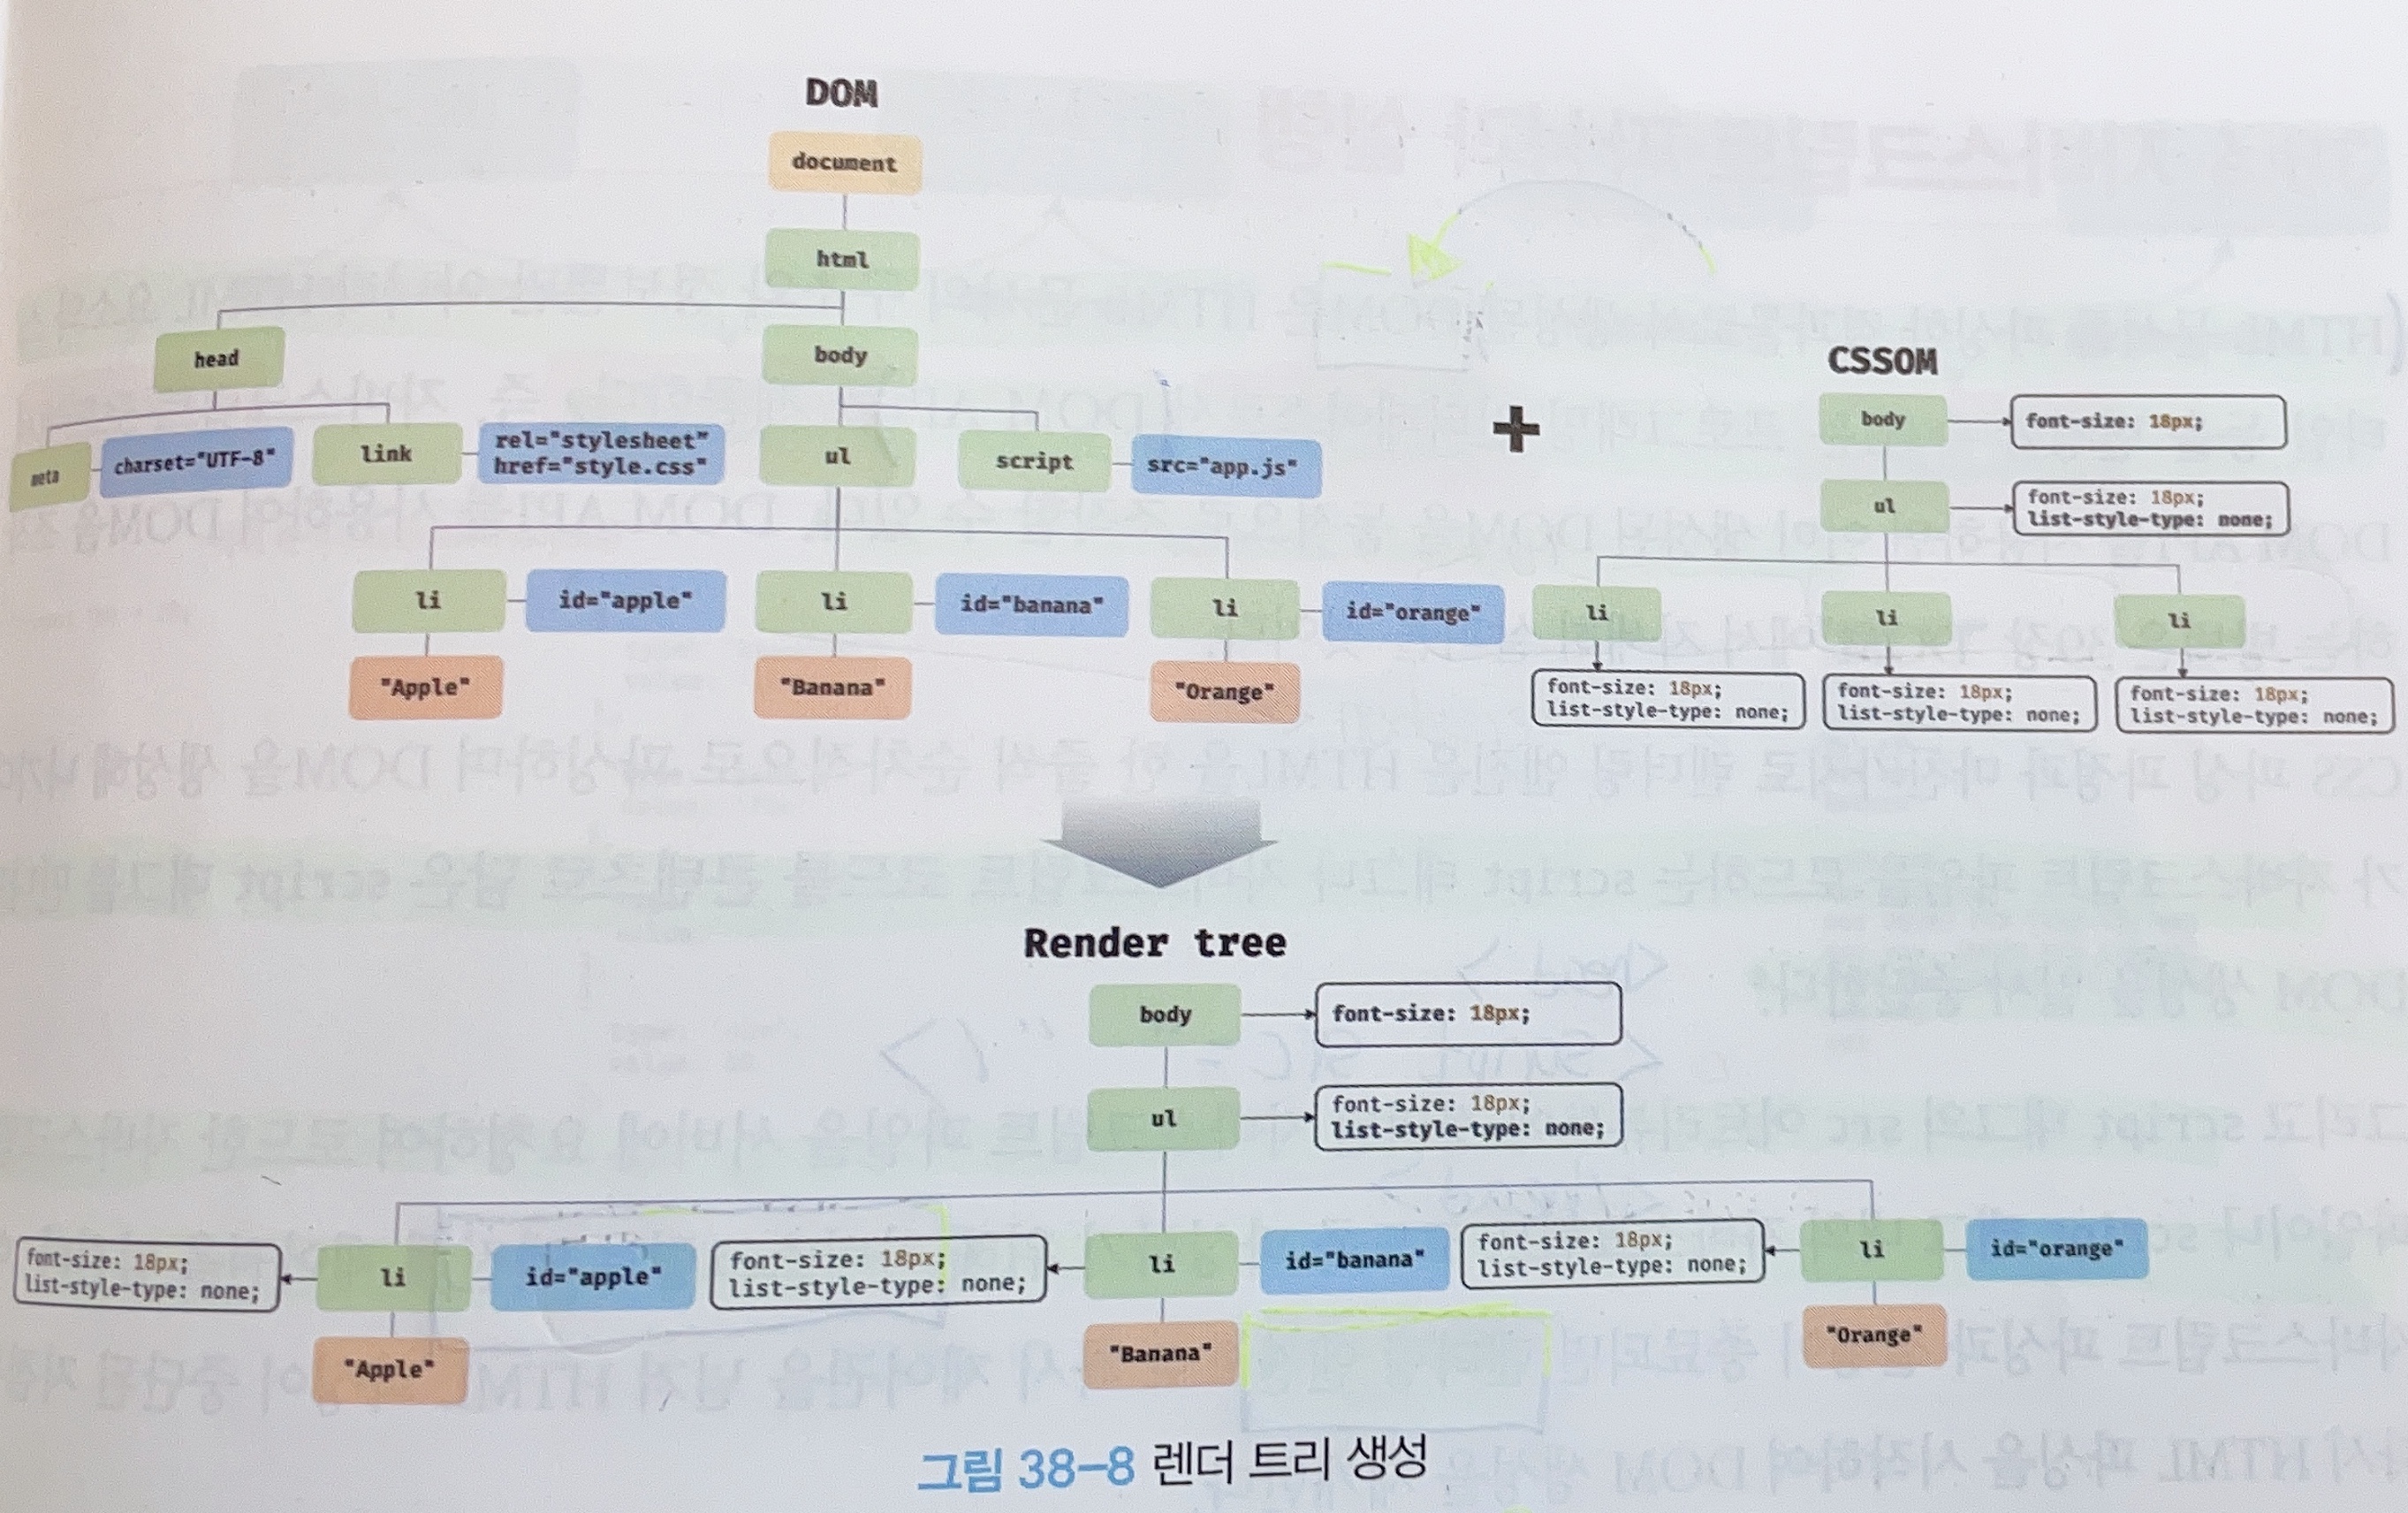 DOM
document
html
head
body
meta
charset="UTF-8"
link
rel="stylesheet"
href="style.css"
ul
script
src="app.js"
li
id="apple"
li
id="banana"
li
id="orange"
"Apple"
"Banana"
"Orange"
+
CSSOM
body
font-size: 18px;
ul
font-size: 18px;
list-style-type: none;
li
li
li
font-size: 18px;
list-style-type: none;
font-size: 18px;
list-style-type: none;
font-size: 18px;
list-style-type: none;
Render tree
body
font-size: 18px;
ul
font-size: 18px;
list-style-type: none;
font-size: 18px;
list-style-type: none;
li
id="apple"
font-size: 18px;
list-style-type: none;
li
id="banana"
font-size: 18px;
list-style-type: none;
li
id="orange"
"Apple"
"Banana"
"Orange"
그림 38-8 렌더 트리 생성